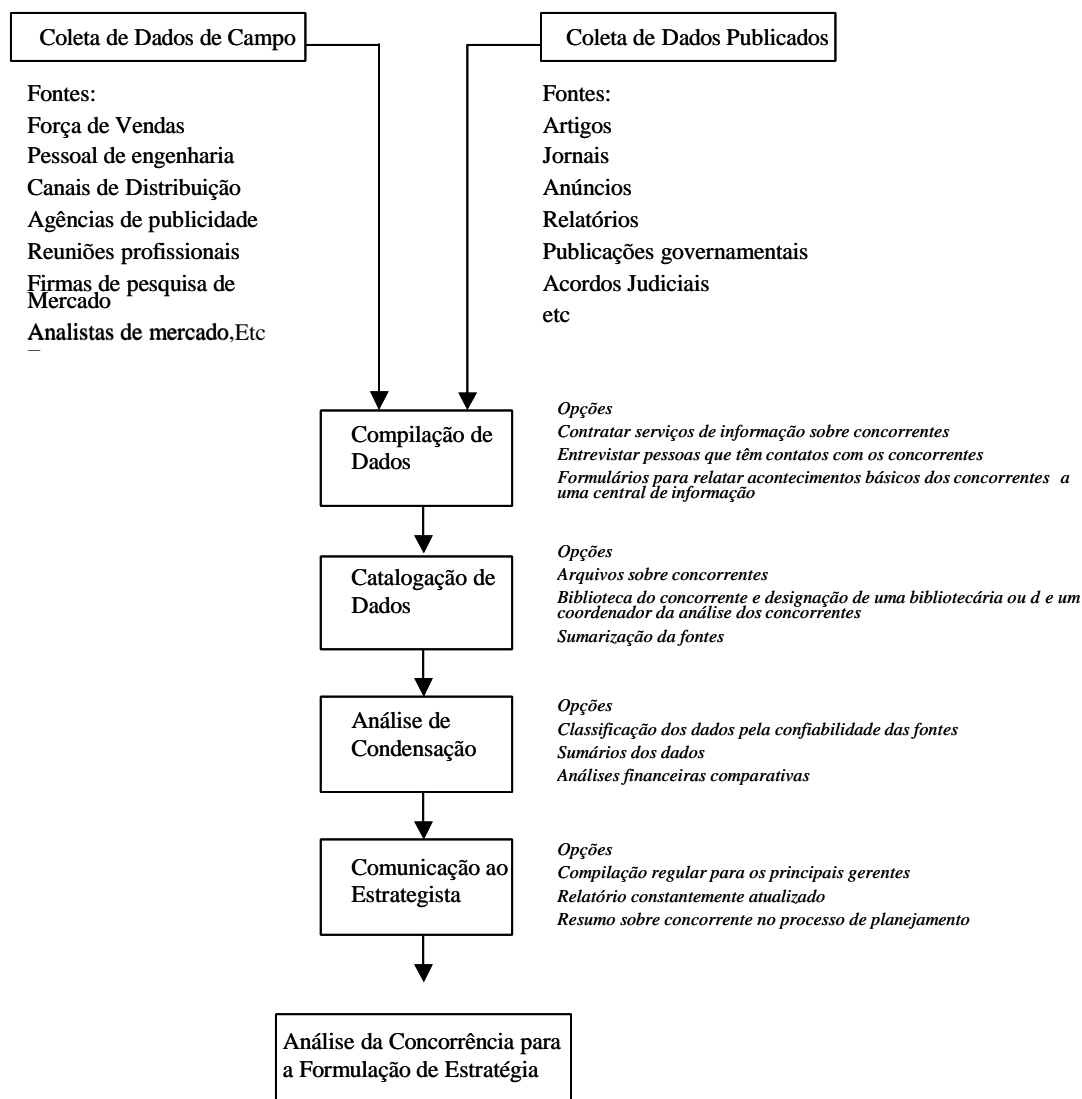 Coleta de Dados de Campo
Fontes:
Força de Vendas
Pessoal de engenharia
Canais de Distribuição
Agências de publicidade
Reuniões profissionais
Firmas de pesquisa de
Mercado
Analistas de mercado,Etc
Coleta de Dados Publicados
Fontes:
Artigos
Jornais
Anúncios
Relatórios
Publicações governamentais
Acordos Judiciais
etc
Compilação de
Dados
Opções
Contratar serviços de informação sobre concorrentes
Entrevistar pessoas que têm contatos com os concorrentes
Formulários para relatar acontecimentos básicos dos concorrentes a
uma central de informação
Catalogação de
Dados
Opções
Arquivos sobre concorrentes
Biblioteca do concorrente e designação de uma bibliotecária ou d e um
coordenador da análise dos concorrentes
Sumarização da fontes
Análise de
Condensação
Opções
Classificação dos dados pela confiabilidade das fontes
Sumários dos dados
Análises financeiras comparativas
Comunicação ao
Estrategista
Opções
Compilação regular para os principais gerentes
Relatório constantemente atualizado
Resumo sobre concorrente no processo de planejamento
Análise da Concorrência para
a Formulação de Estratégia